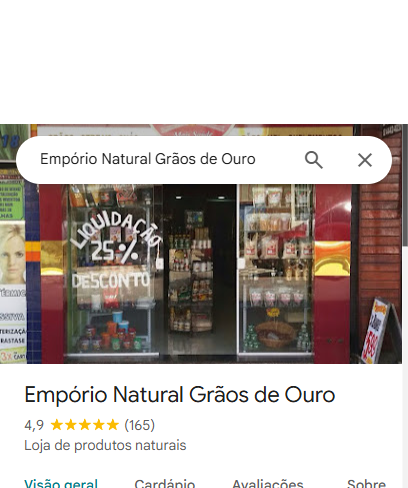 Empório Natural Grãos de Ouro
LIQUIDAÇÃO
25%
DESCONTO
Empório Natural Grãos de Ouro
4,9 ★★★★★ (165)
Loja de produtos naturais
Visão geral Cardápio Avaliações Sobre